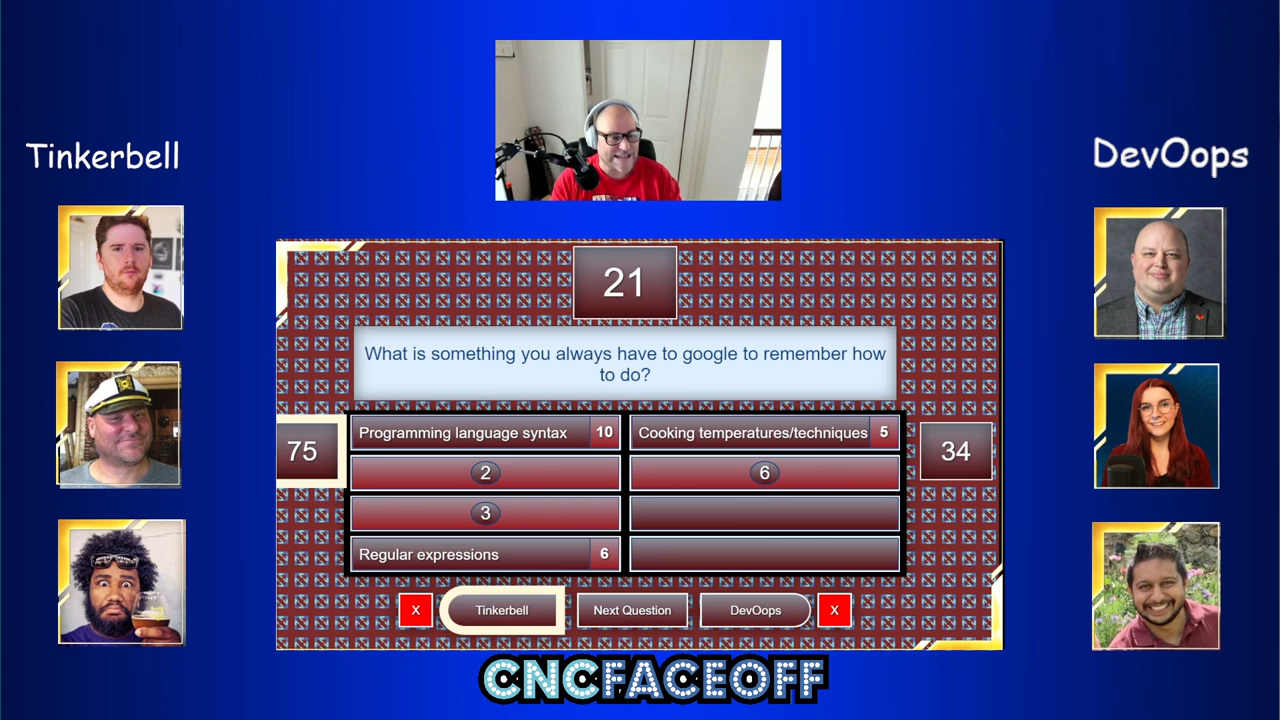 Tinkerbell
DevOops
21
What is something you always have to google to remember how
to do?
75
34
Programming language syntax 10
Cooking temperatures/techniques 5
2
6
3
Regular expressions 6
X
Tinkerbell
Next Question
DevOops
X
CNCFACEOFF